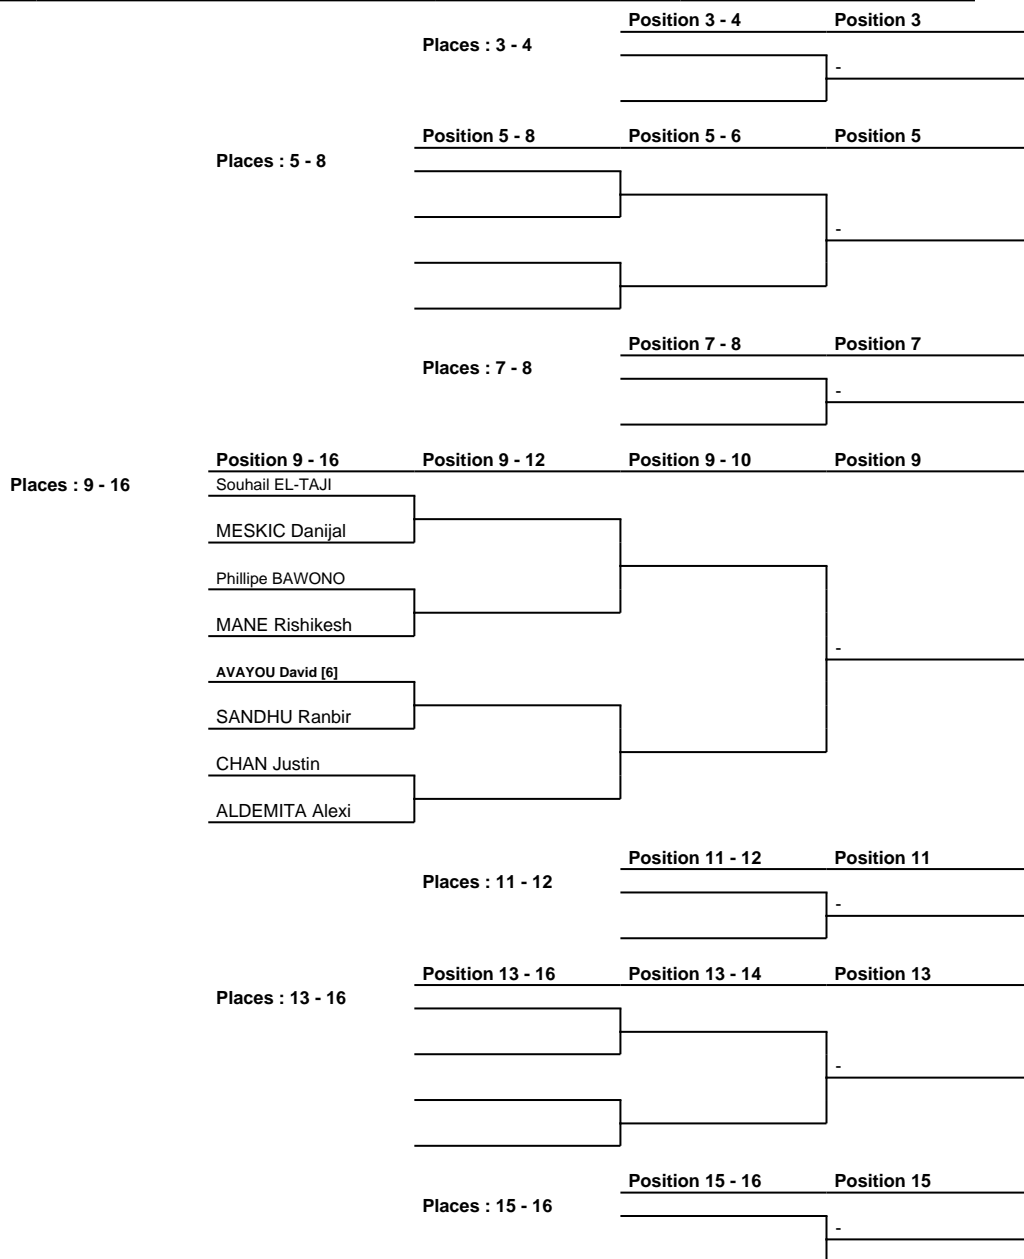 Position 3 - 4 Position 3
Places : 3 - 4
-
Position 5 - 8 Position 5 - 6 Position 5
Places : 5 - 8
-
Position 7 - 8 Position 7
Places : 7 - 8
-
Position 9 - 16 Position 9 - 12 Position 9 - 10 Position 9
Places : 9 - 16 Souhail EL-TAJI
MESKIC Danijal
Phillipe BAWONO
MANE Rishikesh
-
AVAYOU David [6]
SANDHU Ranbir
CHAN Justin
ALDEMITA Alexi
Position 11 - 12 Position 11
Places : 11 - 12
-
Position 13 - 16 Position 13 - 14 Position 13
Places : 13 - 16
-
Position 15 - 16 Position 15
Places : 15 - 16
-